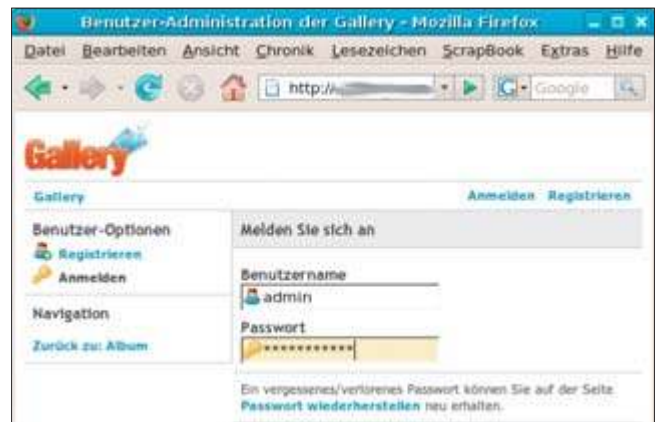 Benutzer-Administration der Gallery - Mozilla Firefox
Datei Bearbeiten Ansicht Chronik Lesezeichen ScrapBook Extras Hilfe
http://
G Google
Gallery
Gallery Anmelden Registrieren
Benutzer-Optionen
Registrieren
Anmelden
Navigation
Zurück zu: Album
Melden Sie sich an
Benutzername
admin
Passwort
***********
Ein vergessenes/verlorenes Passwort können Sie auf der Seite
Passwort wiederherstellen neu erhalten.